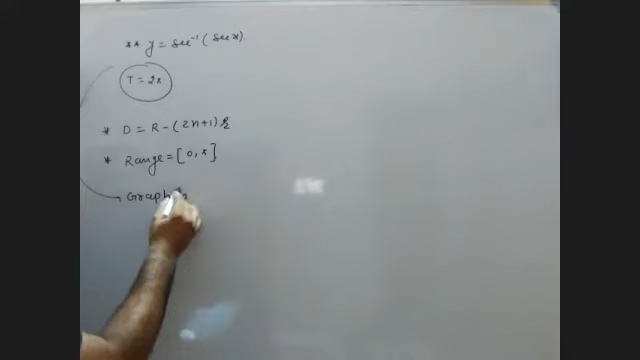 ** y = sec⁻¹ (sec x).
T = 2π
* D = R - (2n+1) π/2
* Range = [0, π]
→ Graph